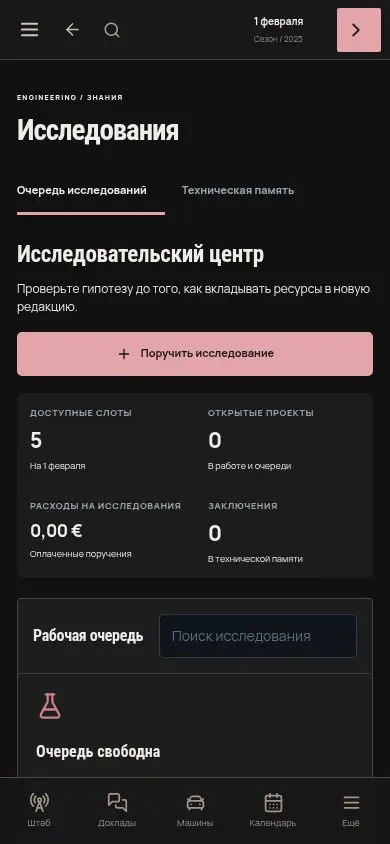 1 февраля
Сезон / 2025
ENGINEERING / ЗНАНИЯ
Исследования
Очередь исследований
Техническая память
Исследовательский центр
Проверьте гипотезу до того, как вкладывать ресурсы в новую
редакцию.
Поручить исследование
ДОСТУПНЫЕ СЛОТЫ
5
На 1 февраля
ОТКРЫТЫЕ ПРОЕКТЫ
0
В работе и очереди
РАСХОДЫ НА ИССЛЕДОВАНИЯ
0,00 €
Оплаченные поручения
ЗАКЛЮЧЕНИЯ
0
В технической памяти
Рабочая очередь
Поиск исследования
Очередь свободна
Штаб
Доклады
Машины
Календарь
Ещё